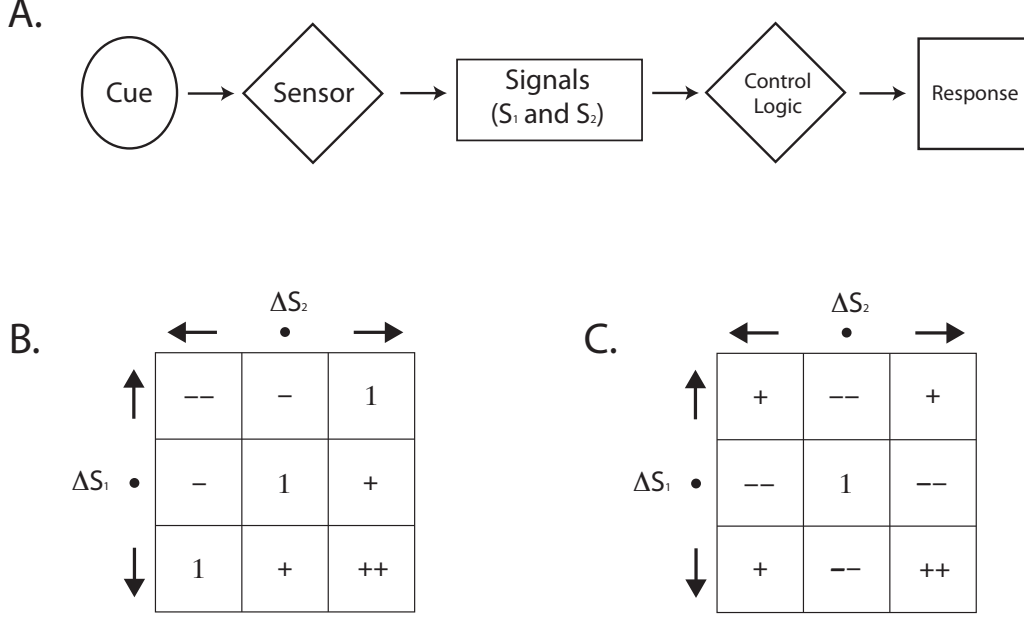 A.
Cue
Sensor
Signals
(S₁ and S₂)
Control
Logic
Response
B.
ΔS₂
ΔS₁
-- - 1
- 1 +
1 + ++
C.
ΔS₂
ΔS₁
+ -- +
-- 1 --
+ -- ++